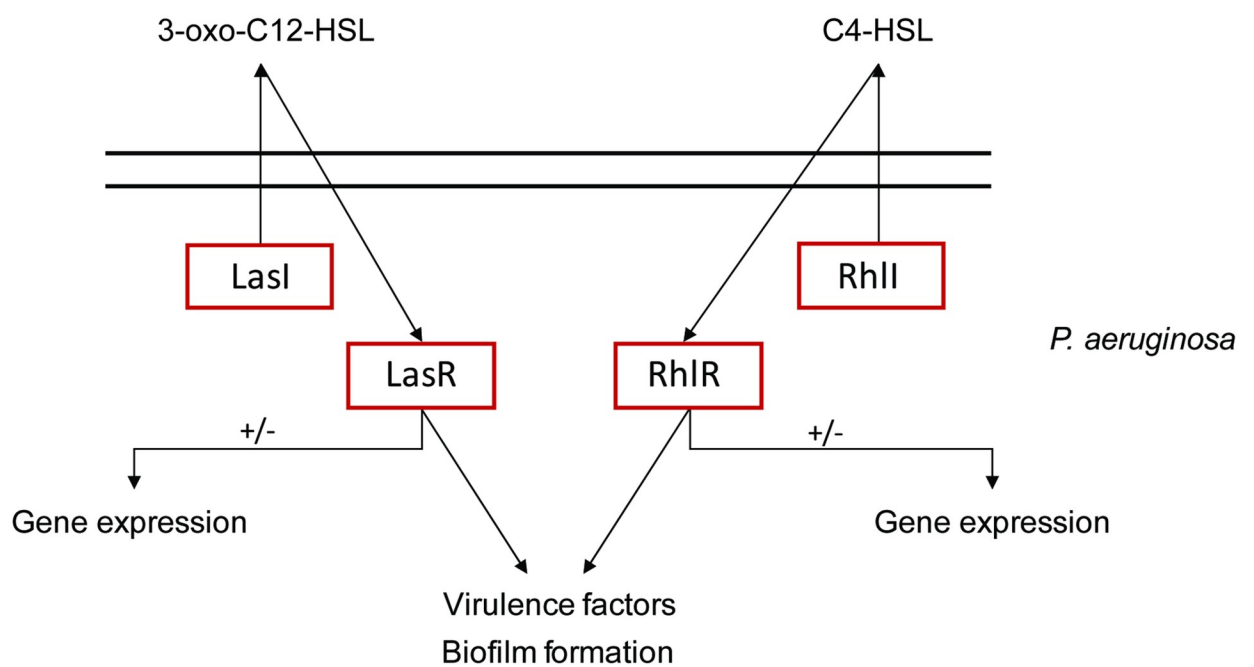 3-oxo-C12-HSL
C4-HSL
LasI
RhlI
P. aeruginosa
LasR
RhlR
+/-
+/-
Gene expression
Gene expression
Virulence factors
Biofilm formation